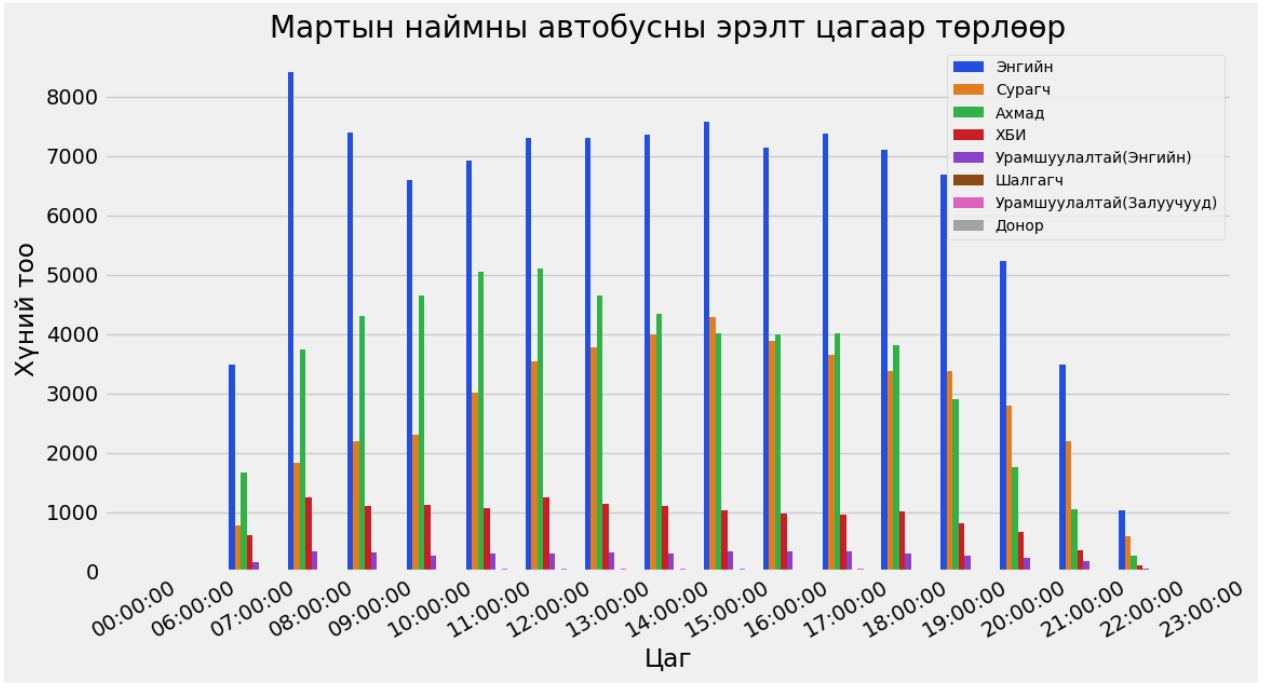 Мартын наймны автобусны эрэлт цагаар төрлөөр
Энгийн
Сурагч
Ахмад
ХБИ
Урамшуулалтай(Энгийн)
Шалгагч
Урамшуулалтай(Залуучууд)
Донор
Хүний тоо
8000
7000
6000
5000
4000
3000
2000
1000
0
00:00:00
06:00:00
07:00:00
08:00:00
09:00:00
10:00:00
11:00:00
12:00:00
13:00:00
14:00:00
15:00:00
16:00:00
17:00:00
18:00:00
19:00:00
20:00:00
21:00:00
22:00:00
23:00:00
Цаг